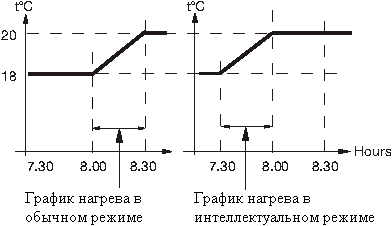 t°C
t°C
20
18
7.30 8.00 8.30
7.30 8.00 8.30 Hours
График нагрева в
обычном режиме
График нагрева в
интеллектуальном режиме